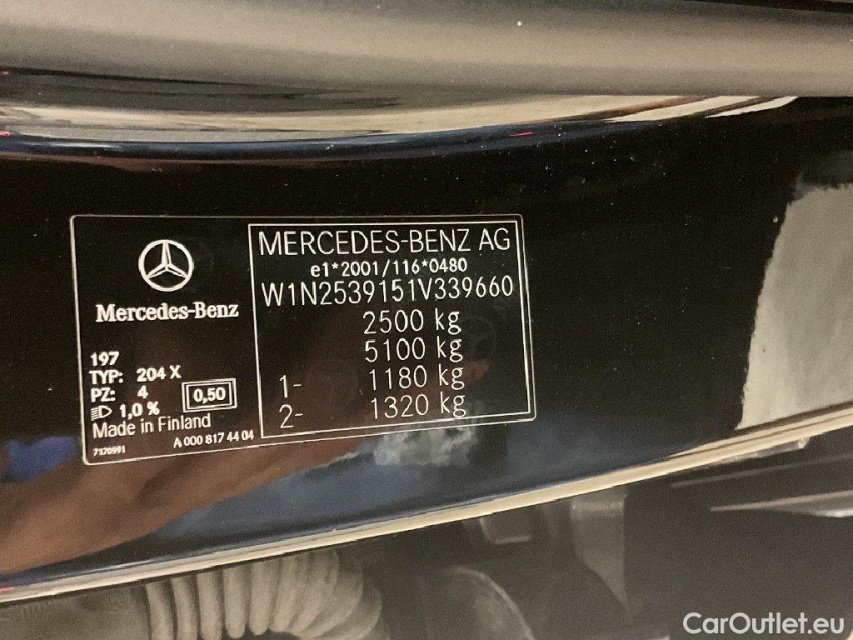 Mercedes-Benz
197
TYP: 204 X
PZ: 4
1,0 %
0,50
Made in Finland
7170991
A 000 817 44 04
MERCEDES-BENZ AG
e1*2001/116*0480
W1N2539151V339660
2500 kg
5100 kg
1- 1180 kg
2- 1320 kg
CarOutlet.eu